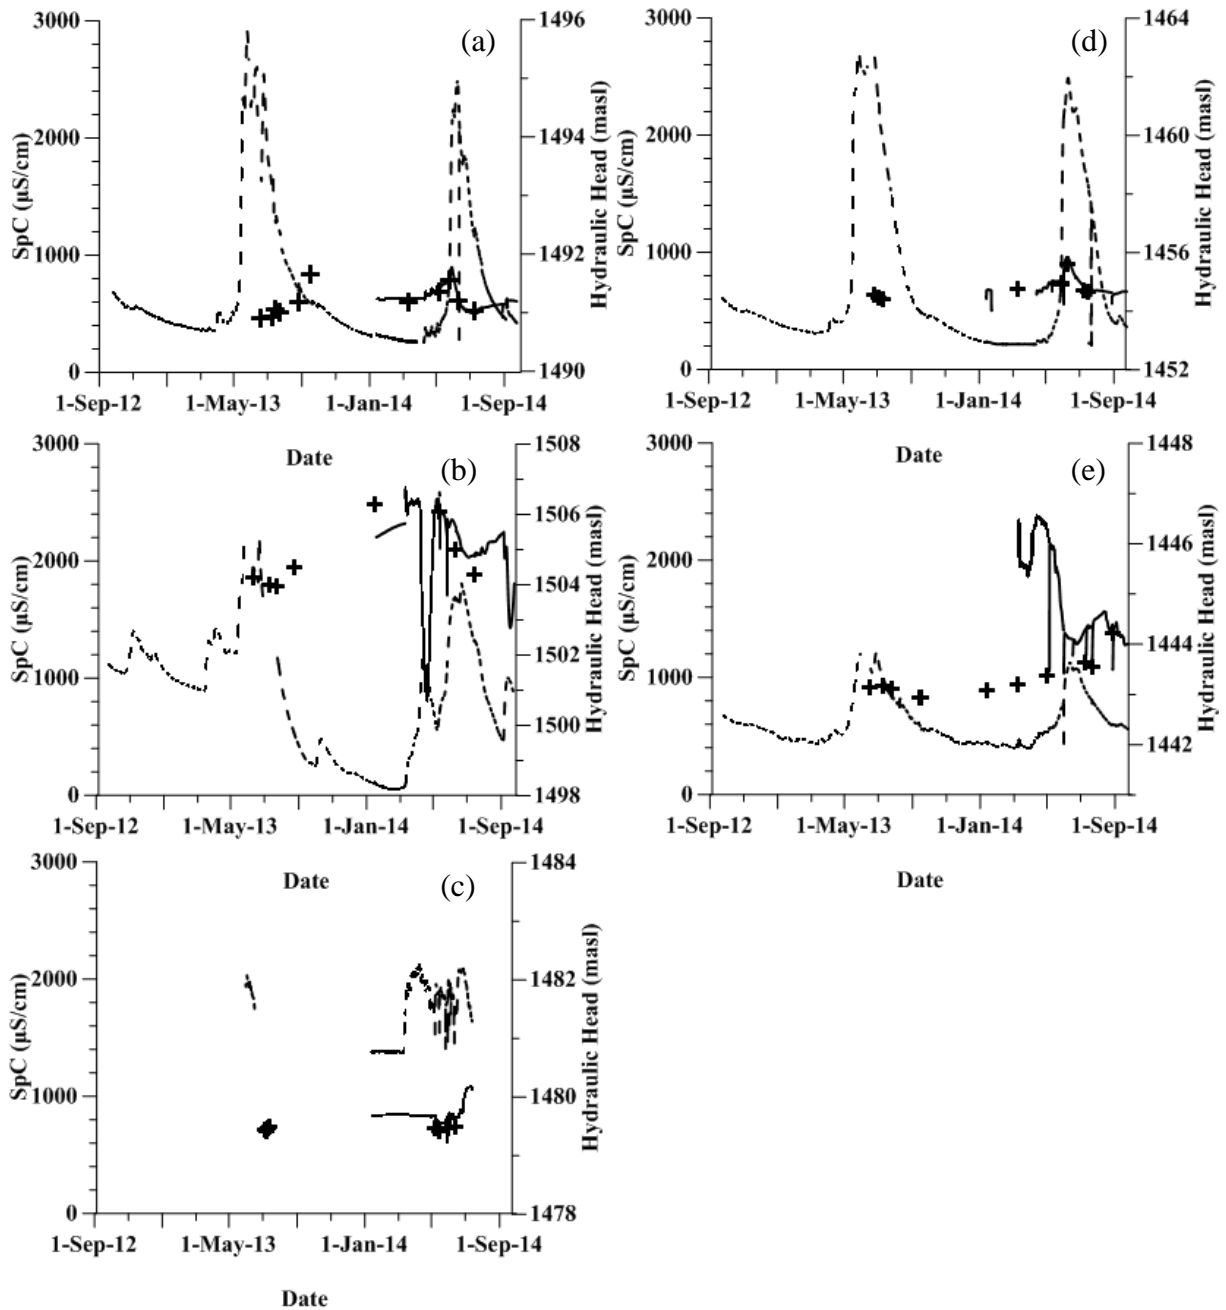 (a)
3000
2000
1000
0
SpC (µS/cm)
1496
1494
1492
1490
Hydraulic Head (masl)
1-Sep-12 1-May-13 1-Jan-14 1-Sep-14
Date
(d)
3000
2000
1000
0
SpC (µS/cm)
1464
1460
1456
1452
Hydraulic Head (masl)
1-Sep-12 1-May-13 1-Jan-14 1-Sep-14
Date
(b)
3000
2000
1000
0
SpC (µS/cm)
1508
1506
1504
1502
1500
1498
Hydraulic Head (masl)
1-Sep-12 1-May-13 1-Jan-14 1-Sep-14
Date
(e)
3000
2000
1000
0
SpC (µS/cm)
1448
1446
1444
1442
Hydraulic Head (masl)
1-Sep-12 1-May-13 1-Jan-14 1-Sep-14
Date
(c)
3000
2000
1000
0
SpC (µS/cm)
1484
1482
1480
1478
Hydraulic Head (masl)
1-Sep-12 1-May-13 1-Jan-14 1-Sep-14
Date